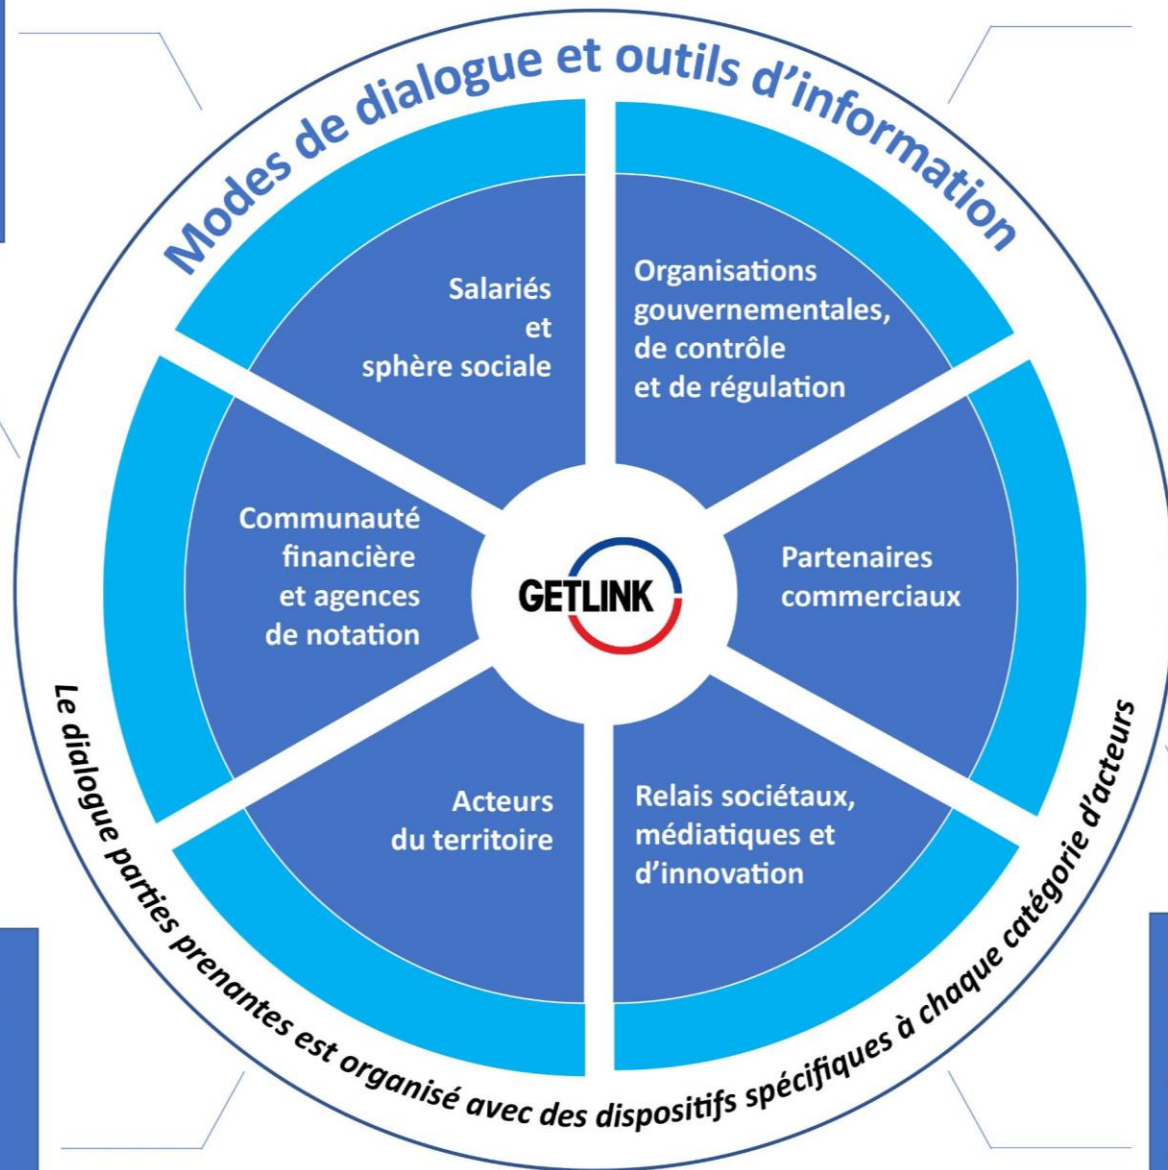 Modes de dialogue et outils d’information
Salariés
et
sphère sociale
Organisations
gouvernementales,
de contrôle
et de régulation
Communauté
financière
et agences
de notation
GETLINK
Partenaires
commerciaux
Acteurs
du territoire
Relais sociétaux,
médiatiques et
d’innovation
Le dialogue parties prenantes est organisé avec des dispositifs spécifiques à chaque catégorie d’acteurs